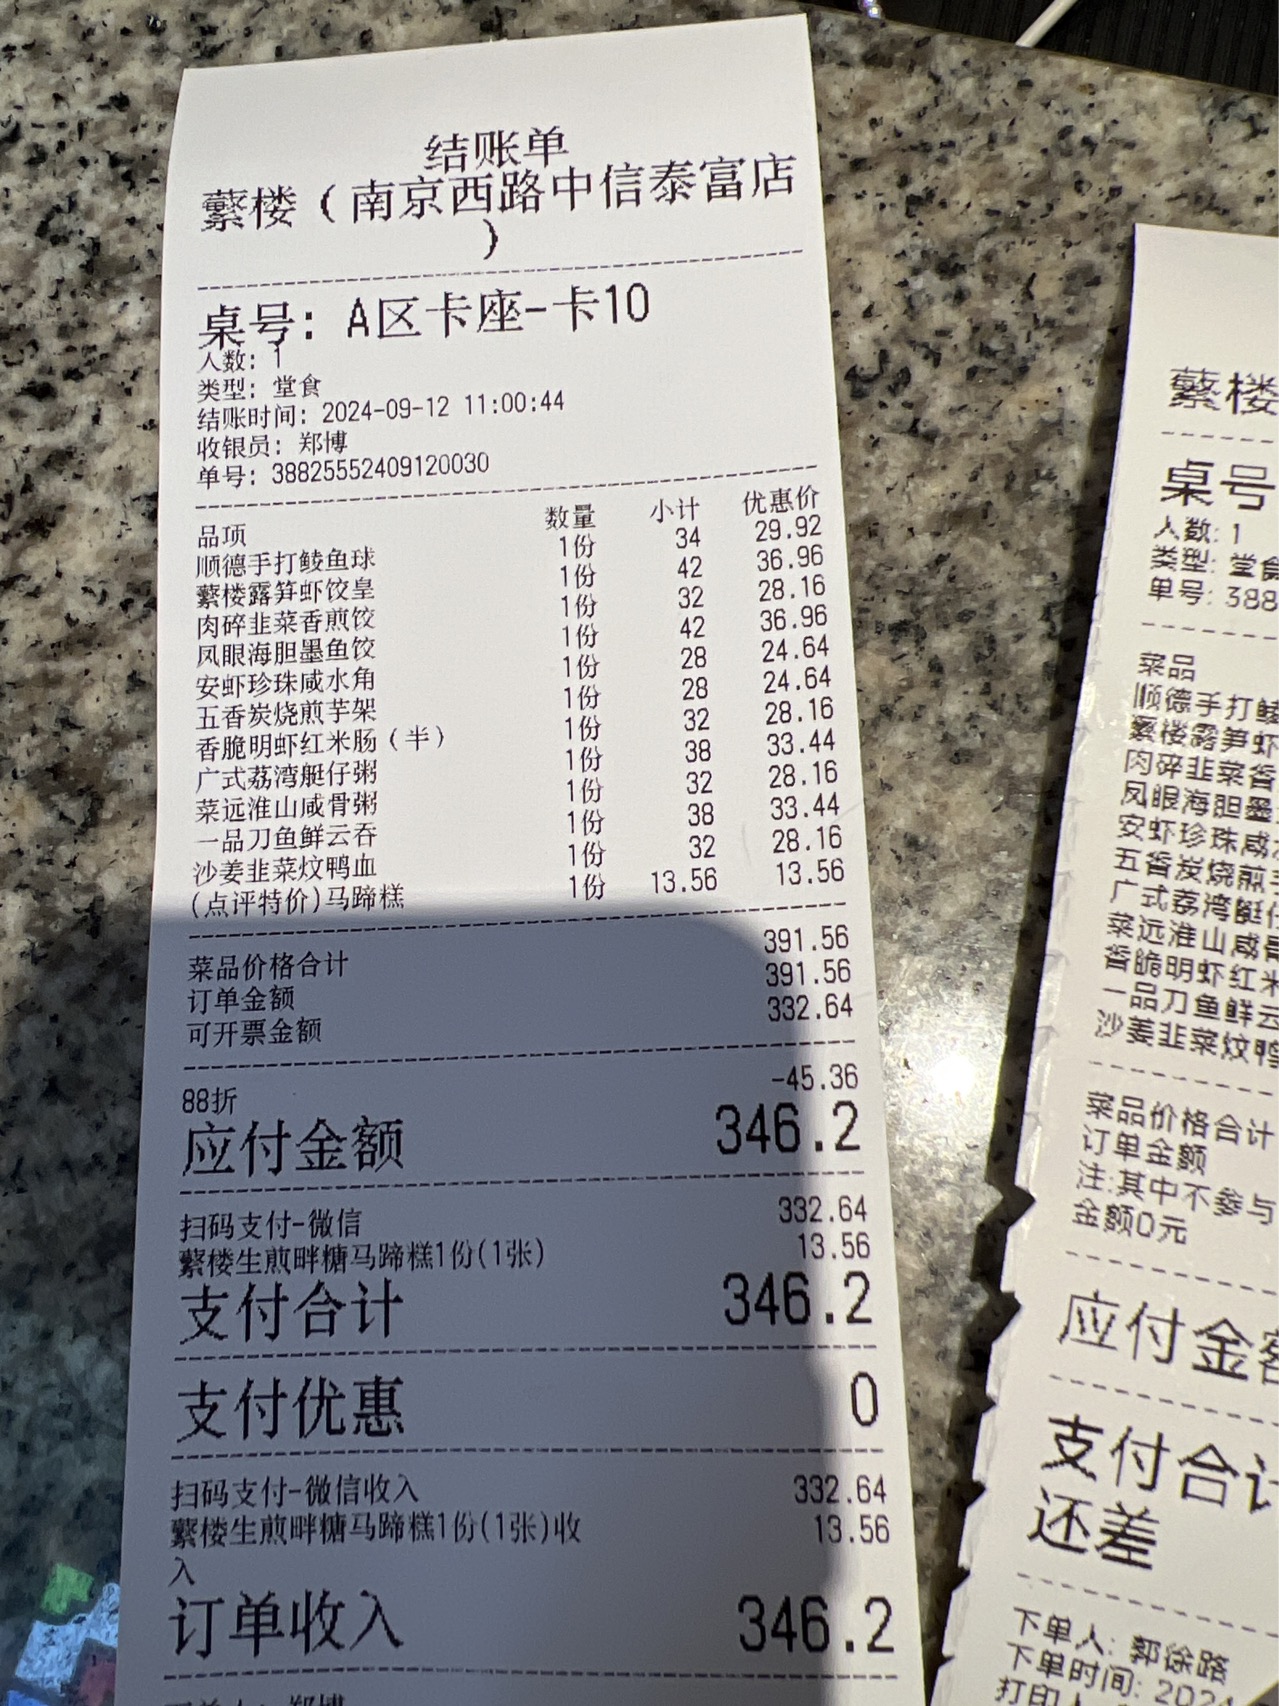 结账单
蘩楼（南京西路中信泰富店
）
桌号：A区卡座-卡10
人数：1
类型：堂食
结账时间：2024-09-12 11:00:44
收银员：郑博
单号：38825552409120030
品项 数量 小计 优惠价
顺德手打鲮鱼球 1份 34 29.92
蘩楼露笋虾饺皇 1份 42 36.96
肉碎韭菜香煎饺 1份 32 28.16
凤眼海胆墨鱼饺 1份 42 36.96
安虾珍珠咸水角 1份 28 24.64
五香炭烧煎芋架 1份 28 24.64
香脆明虾红米肠（半） 1份 32 28.16
广式荔湾艇仔粥 1份 38 33.44
菜远淮山咸骨粥 1份 32 28.16
一品刀鱼鲜云吞 1份 38 33.44
沙姜韭菜炆鸭血 1份 32 28.16
(点评特价)马蹄糕 1份 13.56 13.56
菜品价格合计 391.56
订单金额 391.56
可开票金额 332.64
88折 -45.36
应付金额 346.2
扫码支付-微信 332.64
蘩楼生煎畔糖马蹄糕1份(1张) 13.56
支付合计 346.2
支付优惠 0
扫码支付-微信收入 332.64
蘩楼生煎畔糖马蹄糕1份(1张)收 13.56
入
订单收入 346.2
蘩楼
桌号
人数：1
类型：堂食
单号：388
菜品
顺德手打鲮
蘩楼露笋虾
肉碎韭菜香
凤眼海胆墨
安虾珍珠咸
五香炭烧煎
广式荔湾艇仔
菜远淮山咸骨
香脆明虾红米
一品刀鱼鲜云
沙姜韭菜炆鸭
菜品价格合计
订单金额
注:其中不参与
金额0元
应付金额
支付合计
还差
下单人：郭徐路
下单时间：202
打印